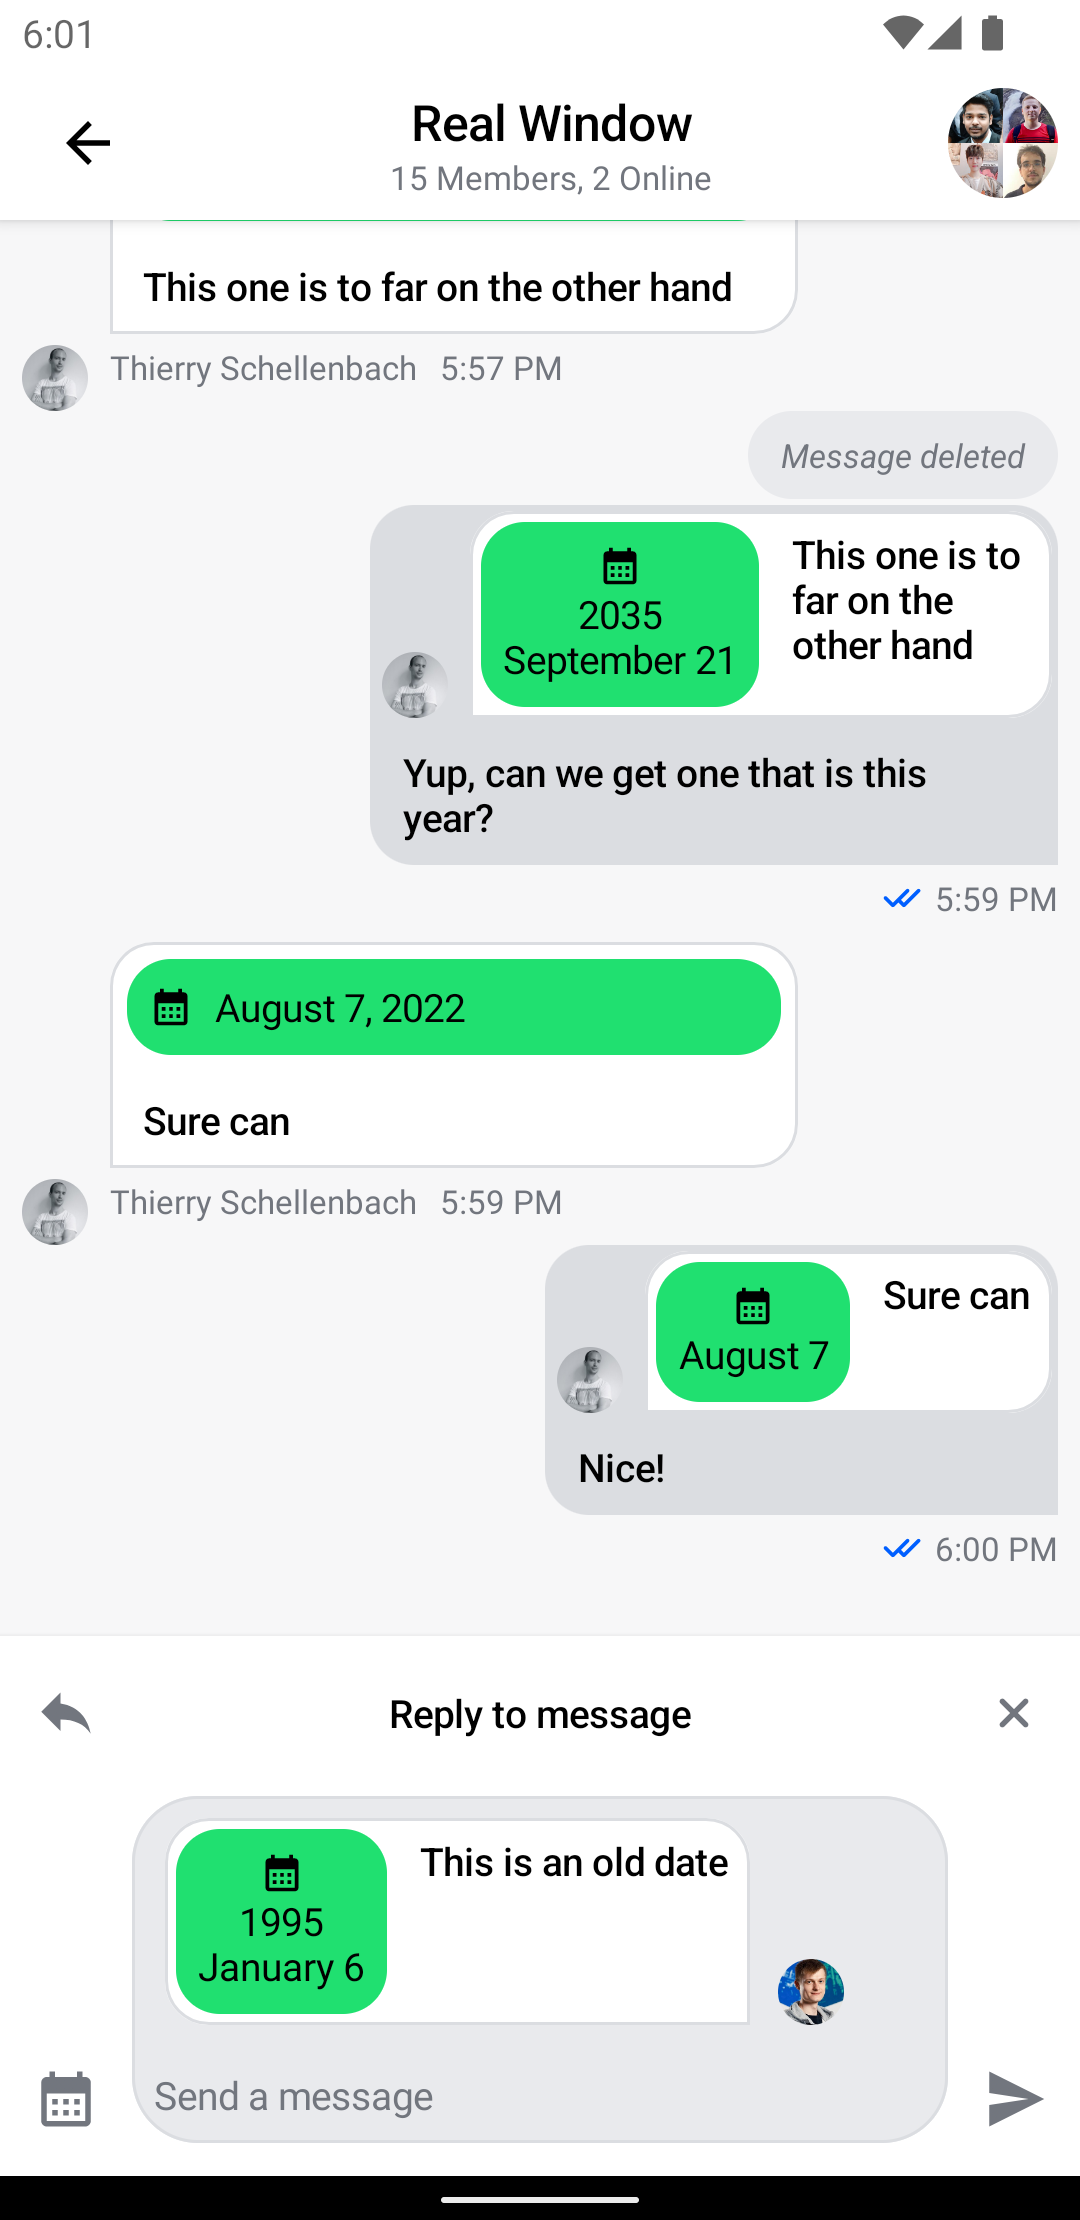 6:01
Real Window
15 Members, 2 Online
This one is to far on the other hand
Thierry Schellenbach 5:57 PM
Message deleted
2035
September 21
This one is to
far on the
other hand
Yup, can we get one that is this
year?
5:59 PM
August 7, 2022
Sure can
Thierry Schellenbach 5:59 PM
August 7
Sure can
Nice!
6:00 PM
Reply to message
1995
January 6
This is an old date
Send a message